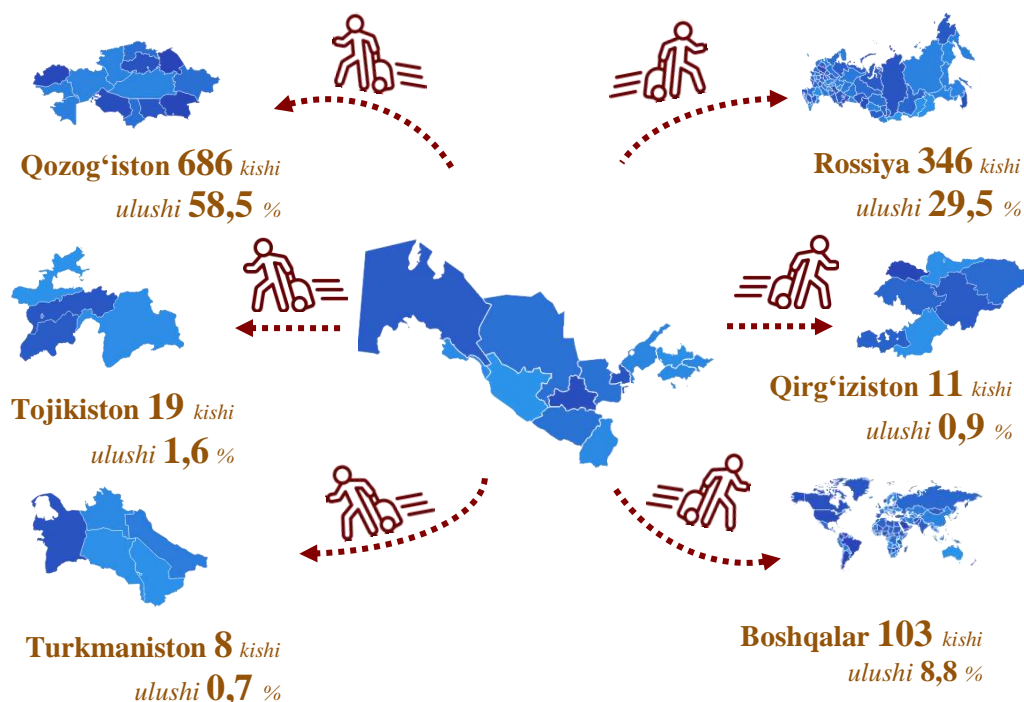 Qozog‘iston 686 kishi
ulushi 58,5 %
Rossiya 346 kishi
ulushi 29,5 %
Tojikiston 19 kishi
ulushi 1,6 %
Qirg‘iziston 11 kishi
ulushi 0,9 %
Turkmaniston 8 kishi
ulushi 0,7 %
Boshqalar 103 kishi
ulushi 8,8 %